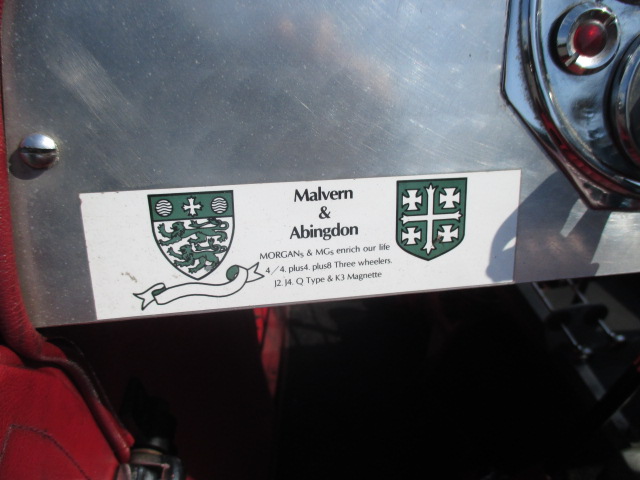 Malvern
&
Abingdon
MORGANs & MGs enrich our life
4/4. plus4. plus8 Three wheelers.
J2. J4. Q Type & K3 Magnette